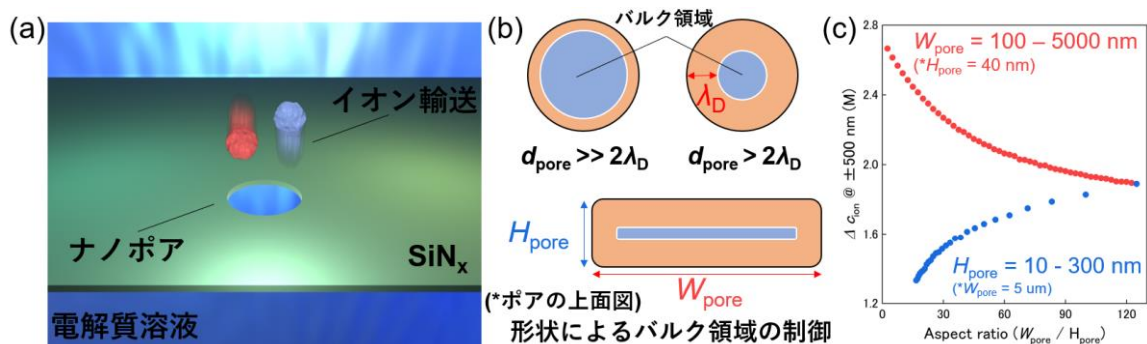 (a)
イオン輸送
ナノポア
SiNx
電解質溶液
(b)
バルク領域
λD
dpore >> 2λD
dpore > 2λD
Hpore
Wpore
(*ポアの上面図)
形状によるバルク領域の制御
(c)
Δ cion @ ±500 nm (M)
2.8
2.4
2.0
1.6
1.2
Wpore = 100 – 5000 nm
(*Hpore = 40 nm)
Hpore = 10 - 300 nm
(*Wpore = 5 um)
0 30 60 90 120
Aspect ratio (Wpore / Hpore)